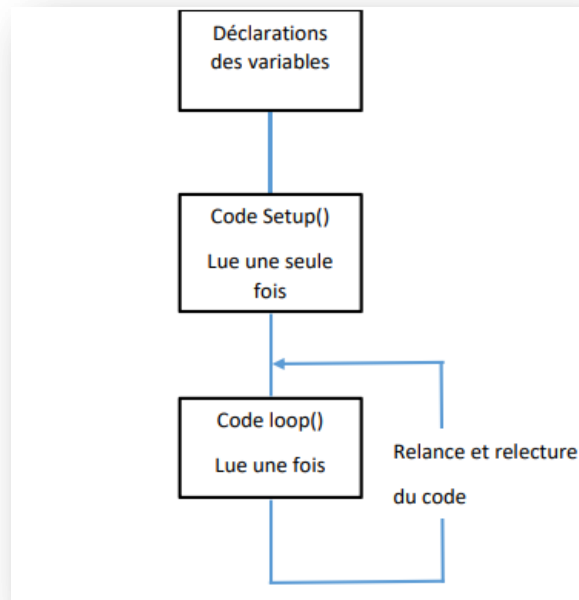 Déclarations
des variables
Code Setup()
Lue une seule
fois
Code loop()
Lue une fois
Relance et relecture
du code